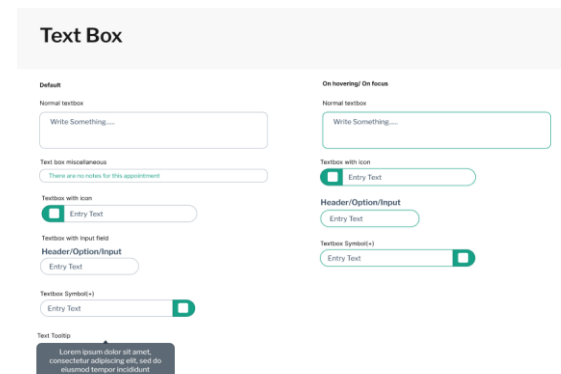 Text Box
Default
Normal textbox
Write Something.....
Text box miscellaneous
There are no notes for this appointment
Textbox with icon
Entry Text
Textbox with Input field
Header/Option/Input
Entry Text
Textbox Symbol(+)
Entry Text
Text Tooltip
Lorem ipsum dolor sit amet,
consectetur adipiscing elit, sed do
eiusmod tempor incididunt
On hovering/ On focus
Normal textbox
Write Something.....
Textbox with icon
Entry Text
Header/Option/Input
Entry Text
Textbox Symbol(+)
Entry Text